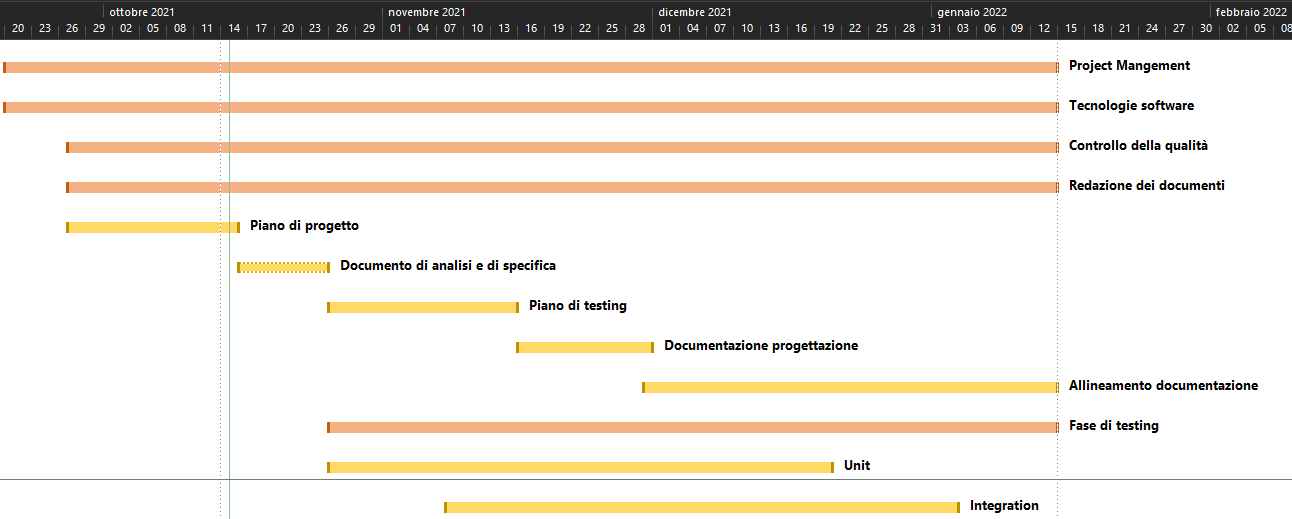 ottobre 2021 novembre 2021 dicembre 2021 gennaio 2022 febbraio 2022
20 23 26 29 02 05 08 11 14 17 20 23 26 29 01 04 07 10 13 16 19 22 25 28 01 04 07 10 13 16 19 22 25 28 31 03 06 09 12 15 18 21 24 27 30 02 05 08
Project Mangement
Tecnologie software
Controllo della qualità
Redazione dei documenti
Piano di progetto
Documento di analisi e di specifica
Piano di testing
Documentazione progettazione
Allineamento documentazione
Fase di testing
Unit
Integration